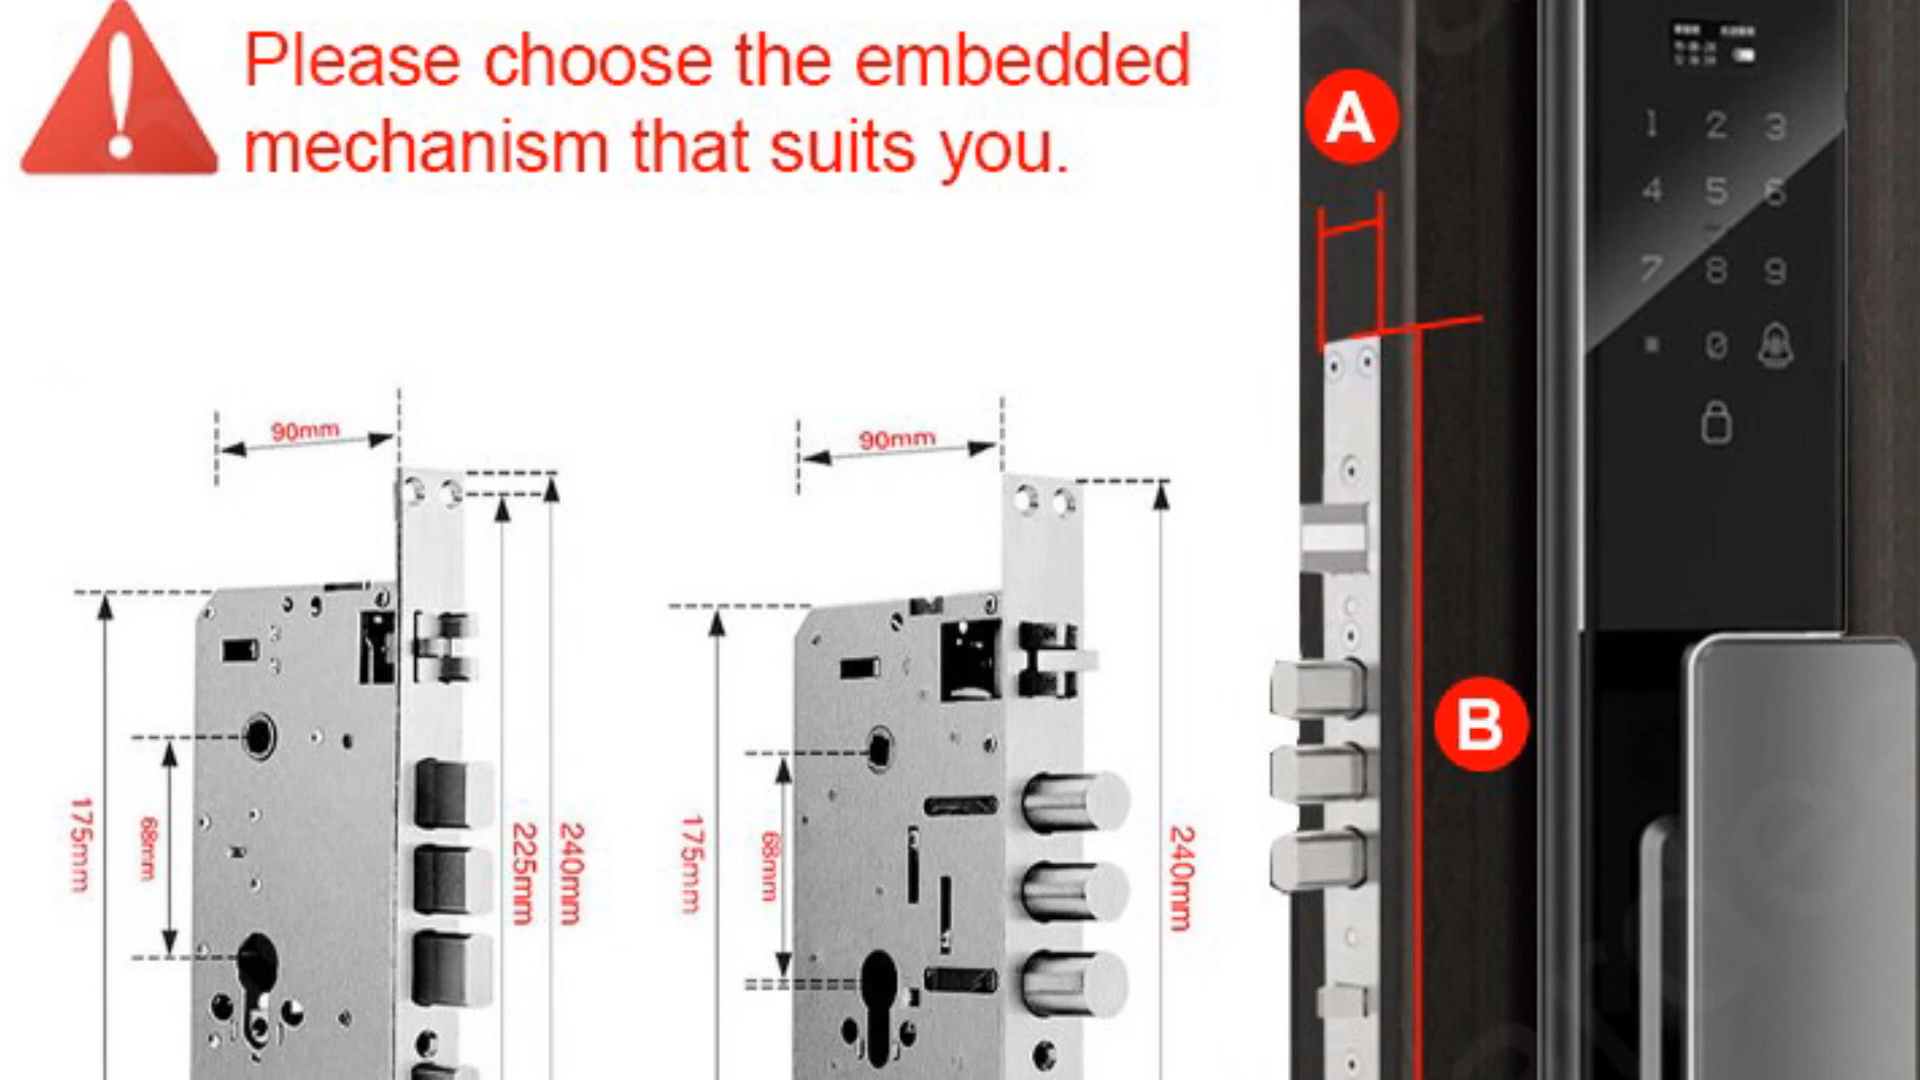 Please choose the embedded
mechanism that suits you.
90mm
175mm
68mm
225mm
240mm
90mm
175mm
68mm
240mm
A
B
1 2 3
4 5 6
7 8 9
0